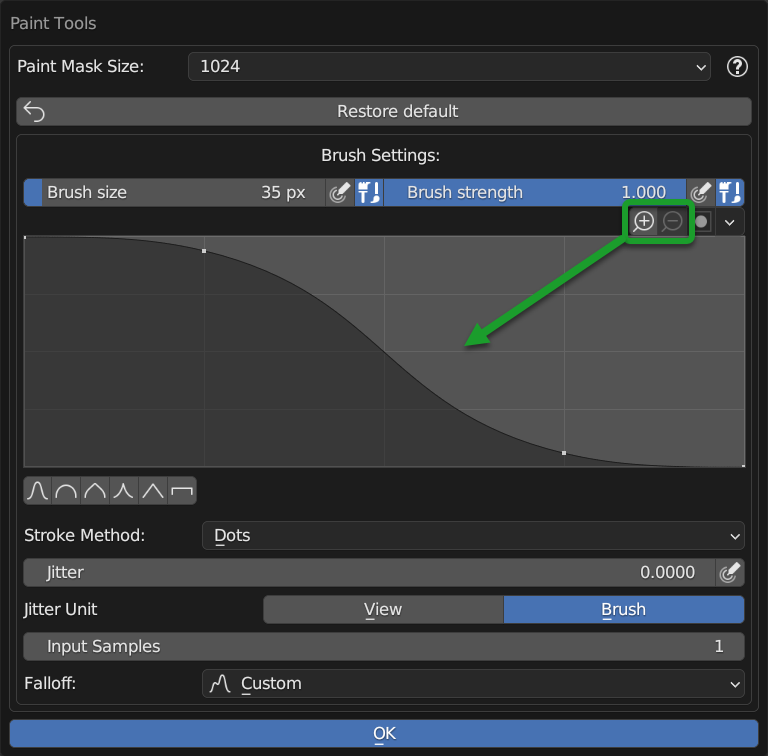 Paint Tools
Paint Mask Size: 1024
Restore default
Brush Settings:
Brush size 35 px Brush strength 1.000
Stroke Method: Dots
Jitter 0.0000
Jitter Unit View Brush
Input Samples 1
Falloff: Custom
OK